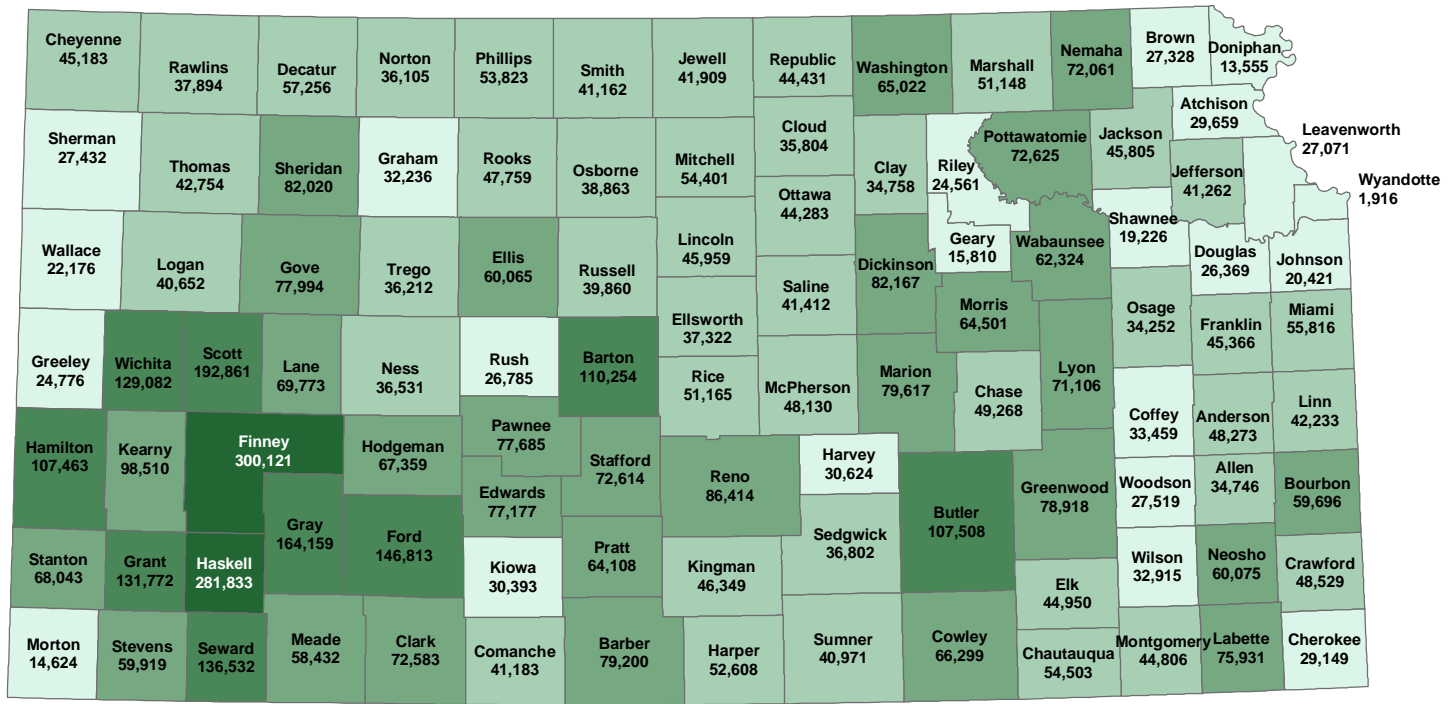 Cheyenne
45,183
Rawlins
37,894
Decatur
57,256
Norton
36,105
Phillips
53,823
Smith
41,162
Jewell
41,909
Republic
44,431
Washington
65,022
Marshall
51,148
Nemaha
72,061
Brown
27,328
Doniphan
13,555
Atchison
29,659
Sherman
27,432
Thomas
42,754
Sheridan
82,020
Graham
32,236
Rooks
47,759
Osborne
38,863
Mitchell
54,401
Cloud
35,804
Clay
34,758
Riley
24,561
Pottawatomie
72,625
Jackson
45,805
Jefferson
41,262
Leavenworth
27,071
Wyandotte
1,916
Ottawa
44,283
Wallace
22,176
Logan
40,652
Gove
77,994
Trego
36,212
Ellis
60,065
Russell
39,860
Lincoln
45,959
Saline
41,412
Dickinson
82,167
Geary
15,810
Wabaunsee
62,324
Shawnee
19,226
Douglas
26,369
Johnson
20,421
Greeley
24,776
Wichita
129,082
Scott
192,861
Lane
69,773
Ness
36,531
Rush
26,785
Barton
110,254
Ellsworth
37,322
Rice
51,165
McPherson
48,130
Marion
79,617
Morris
64,501
Chase
49,268
Lyon
71,106
Osage
34,252
Franklin
45,366
Miami
55,816
Hamilton
107,463
Kearny
98,510
Finney
300,121
Hodgeman
67,359
Pawnee
77,685
Edwards
77,177
Stafford
72,614
Reno
86,414
Harvey
30,624
Butler
107,508
Greenwood
78,918
Coffey
33,459
Anderson
48,273
Linn
42,233
Woodson
27,519
Allen
34,746
Bourbon
59,696
Stanton
68,043
Grant
131,772
Haskell
281,833
Gray
164,159
Ford
146,813
Kiowa
30,393
Pratt
64,108
Kingman
46,349
Sedgwick
36,802
Elk
44,950
Wilson
32,915
Neosho
60,075
Crawford
48,529
Morton
14,624
Stevens
59,919
Seward
136,532
Meade
58,432
Clark
72,583
Comanche
41,183
Barber
79,200
Harper
52,608
Sumner
40,971
Cowley
66,299
Chautauqua
54,503
Montgomery
44,806
Labette
75,931
Cherokee
29,149